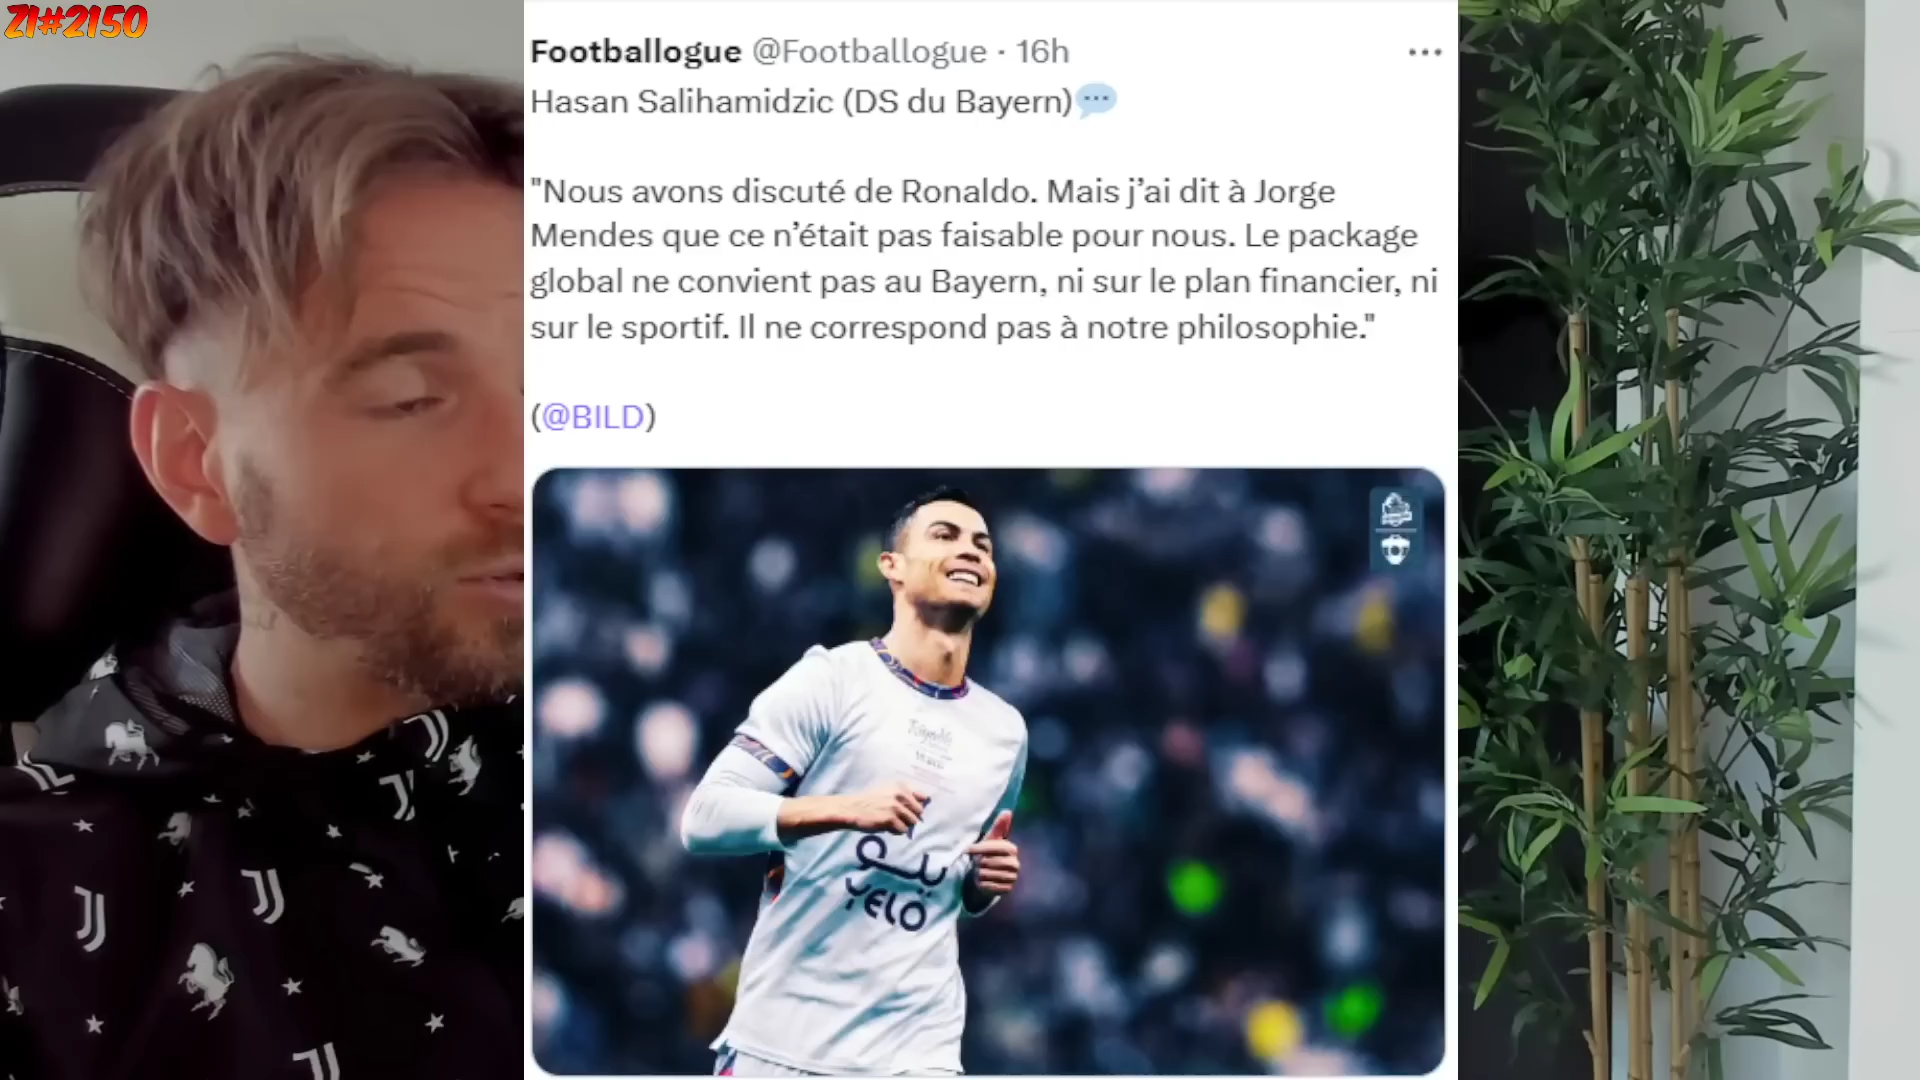 Z1#2150
Footballogue @Footballogue · 16h
Hasan Salihamidzic (DS du Bayern)
"Nous avons discuté de Ronaldo. Mais j’ai dit à Jorge
Mendes que ce n’était pas faisable pour nous. Le package
global ne convient pas au Bayern, ni sur le plan financier, ni
sur le sportif. Il ne correspond pas à notre philosophie."
(@BILD)
يلو
YELO